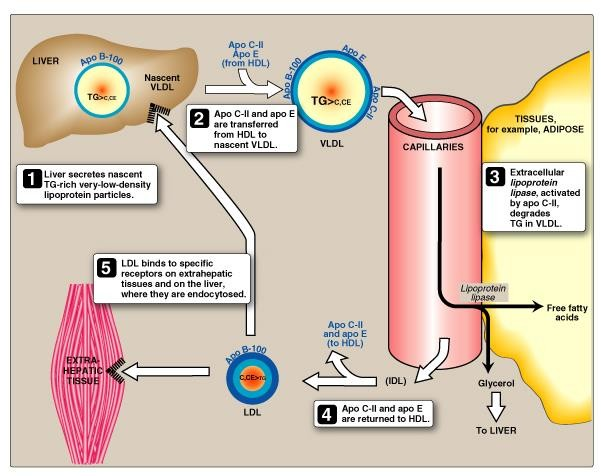 LIVER
Apo B-100
TG>C,CE
Nascent
VLDL
Apo C-II
Apo E
(from HDL)
Apo B-100
Apo E
Apo C-II
TG>C,CE
VLDL
1 Liver secretes nascent
TG-rich very-low-density
lipoprotein particles.
2 Apo C-II and apo E
are transferred
from HDL to
nascent VLDL.
CAPILLARIES
TISSUES,
for example, ADIPOSE
3 Extracellular
lipoprotein
lipase, activated
by apo C-II,
degrades
TG in VLDL.
Lipoprotein
lipase
Free fatty
acids
Glycerol
To LIVER
(IDL)
Apo C-II
and apo E
(to HDL)
4 Apo C-II and apo E
are returned to HDL.
Apo B-100
C,CE>TG
LDL
5 LDL binds to specific
receptors on extrahepatic
tissues and on the liver,
where they are endocytosed.
EXTRA-
HEPATIC
TISSUE